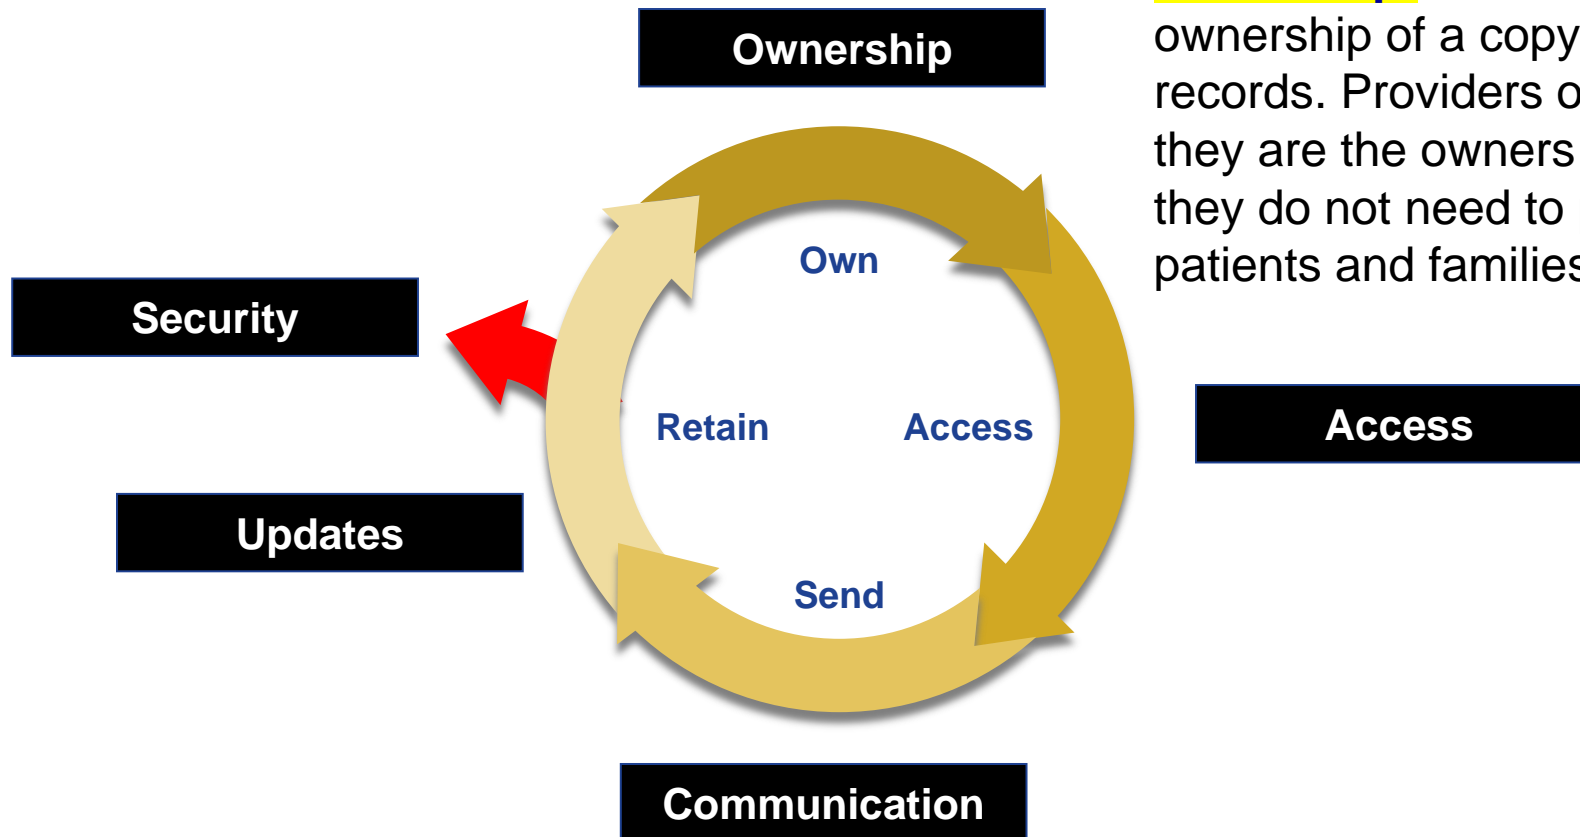 Ownership
ownership of a copy
records. Providers
they are the owners
they do not need to
patients and families
Own
Security
Retain
Access
Access
Updates
Send
Communication